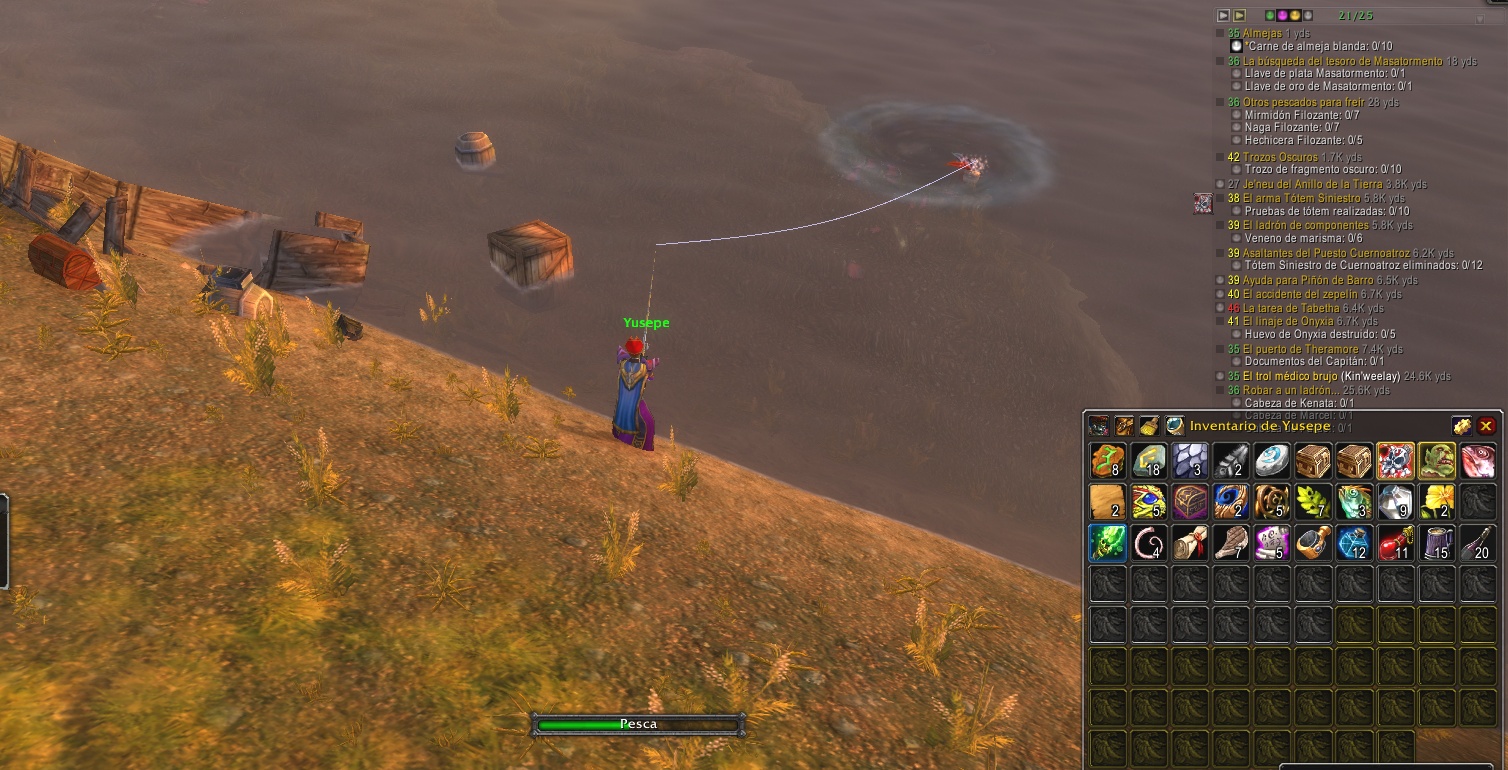 21/25
35 Almejas 1 yds
*Carne de almeja blanda: 0/10
36 La búsqueda del tesoro de Masatormento 18 yds
Llave de plata Masatormento: 0/1
Llave de oro de Masatormento: 0/1
36 Otros pescados para freír 28 yds
Mirmidón Filozante: 0/7
Naga Filozante: 0/7
Hechicera Filozante: 0/5
42 Trozos Oscuros 1.7K yds
Trozo de fragmento oscuro: 0/10
27 Je'neu del Anillo de la Tierra 3.8K yds
38 El arma Tótem Siniestro 5.8K yds
Pruebas de tótem realizadas: 0/10
39 El ladrón de componentes 5.8K yds
Veneno de marisma: 0/6
39 Asaltantes del Puesto Cuernoatroz 6.2K yds
Tótem Siniestro de Cuernoatroz eliminados: 0/12
39 Ayuda para Piñón de Barro 6.5K yds
40 El accidente del zepelín 6.7K yds
La tarea de Tabetha 6.4K yds
41 El linaje de Onyxia 6.7K yds
Huevo de Onyxia destruido: 0/5
35 El puerto de Theramore 7.4K yds
Documentos del Capitán: 0/1
35 El trol médico brujo (Kin'weelay) 24.6K yds
36 Robar a un ladrón... 25.6K yds
Cabeza de Kenata: 0/1
Cabeza de Marcel: 0/1
0/1
Yusepe
Inventario de Yusepe
8 18 3 2
2 5 2 5 7 3 9 2
4 7 5 12 11 15 20
Pesca